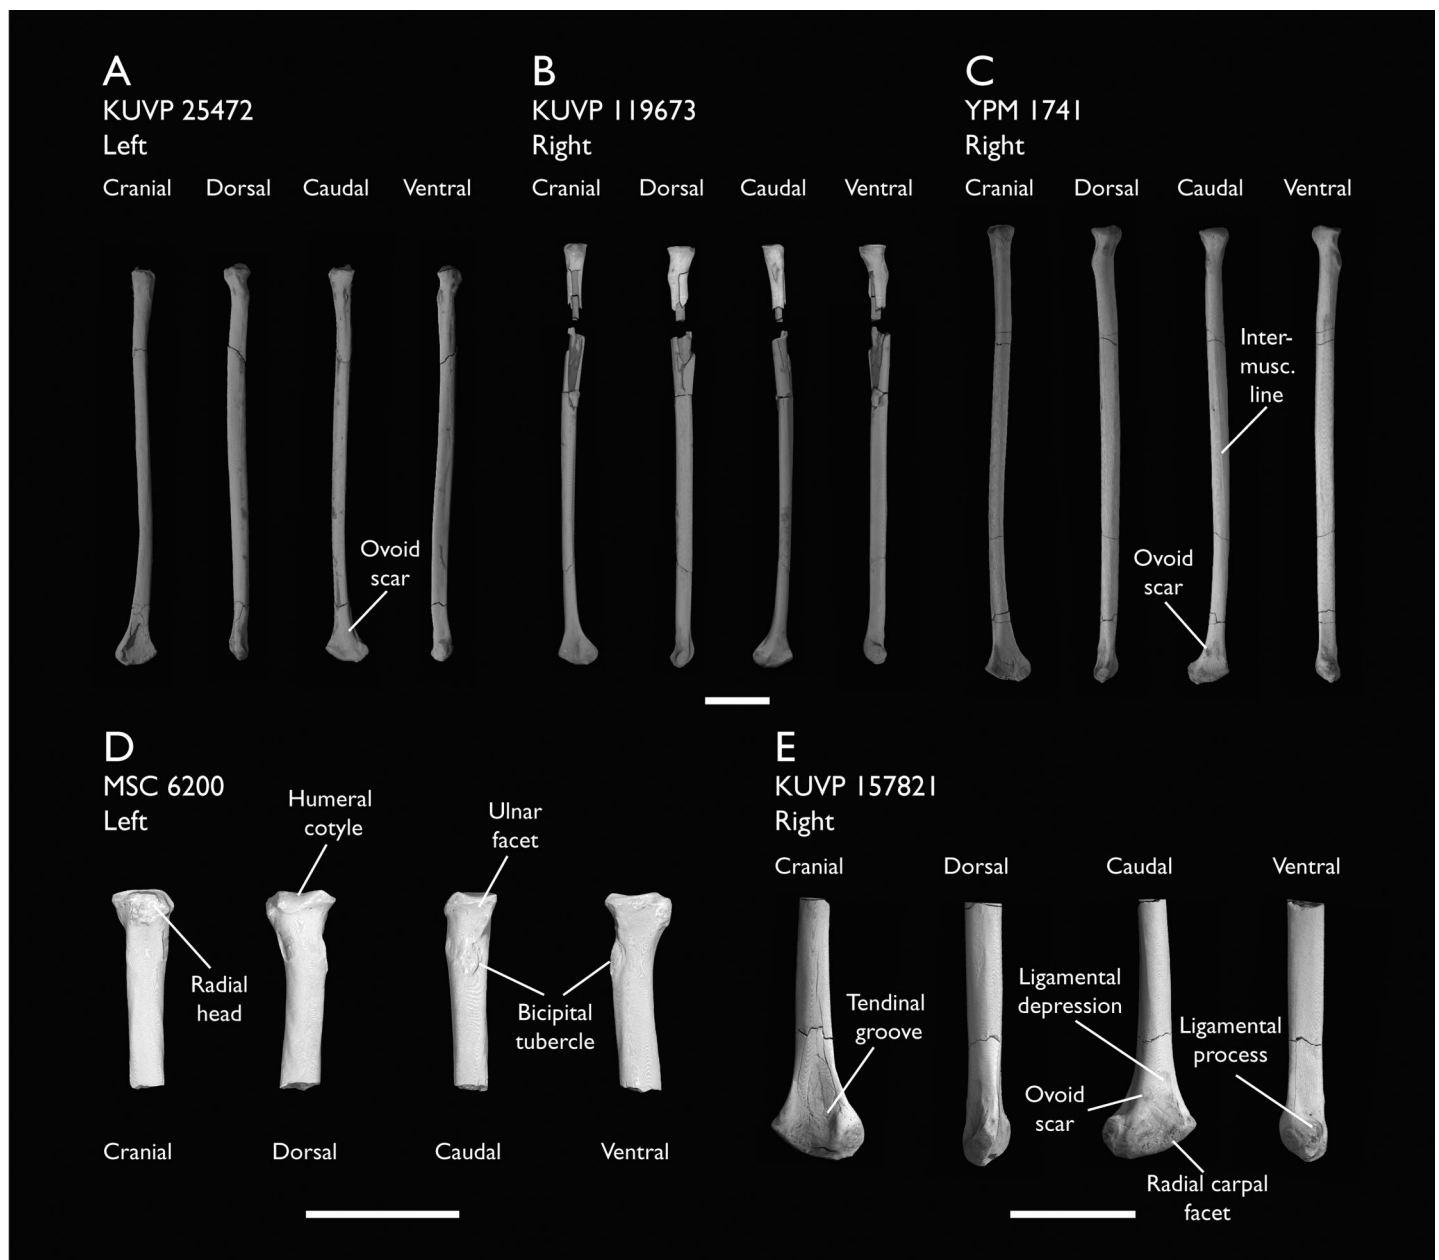 A
KUVP 25472
Left
Cranial Dorsal Caudal Ventral
Ovoid
scar
B
KUVP 119673
Right
Cranial Dorsal Caudal Ventral
C
YPM 1741
Right
Cranial Dorsal Caudal Ventral
Inter-
musc.
line
Ovoid
scar
D
MSC 6200
Left
Humeral
cotyle
Ulnar
facet
Radial
head
Bicipital
tubercle
Cranial Dorsal Caudal Ventral
E
KUVP 157821
Right
Cranial Dorsal Caudal Ventral
Tendinal
groove
Ligamental
depression
Ligamental
process
Ovoid
scar
Radial carpal
facet